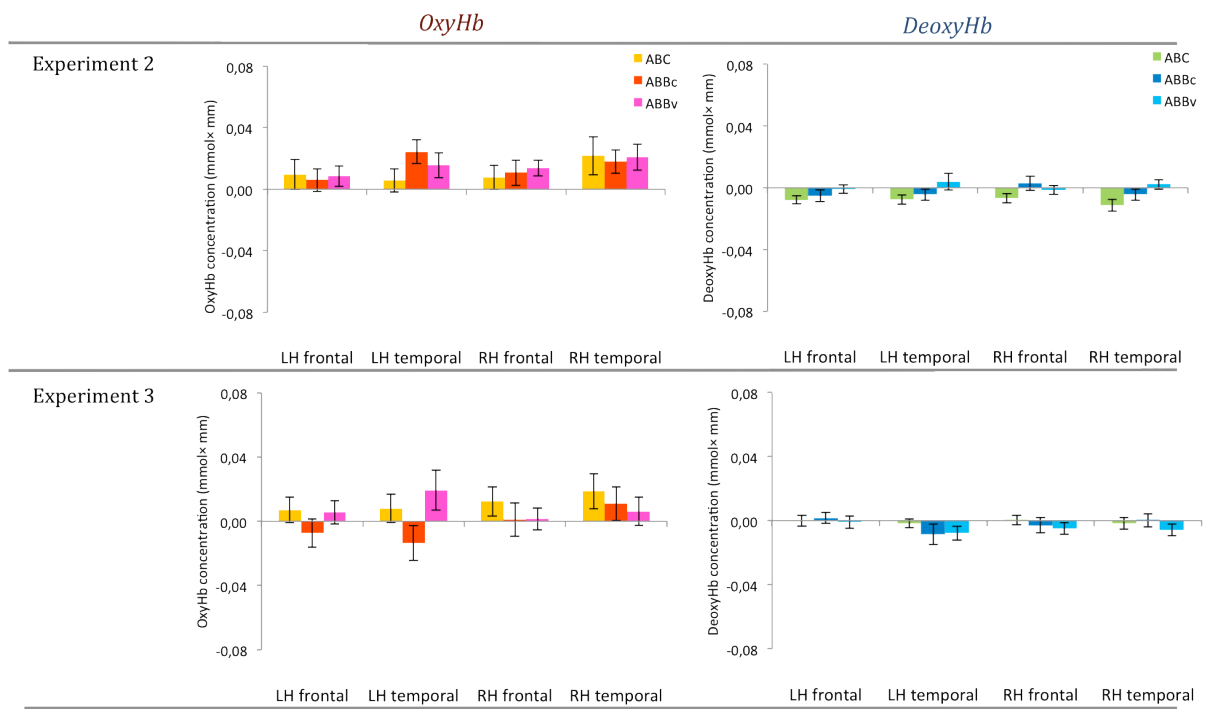 OxyHb
DeoxyHb
Experiment 2
OxyHb concentration (mmol× mm)
0,08
0,04
0,00
-0,04
-0,08
ABC
ABBc
ABBv
LH frontal LH temporal RH frontal RH temporal
DeoxyHb concentration (mmol× mm)
0,08
0,04
0,00
-0,04
-0,08
ABC
ABBc
ABBv
LH frontal LH temporal RH frontal RH temporal
Experiment 3
OxyHb concentration (mmol× mm)
0,08
0,04
0,00
-0,04
-0,08
LH frontal LH temporal RH frontal RH temporal
DeoxyHb concentration (mmol× mm)
0,08
0,04
0,00
-0,04
-0,08
LH frontal LH temporal RH frontal RH temporal